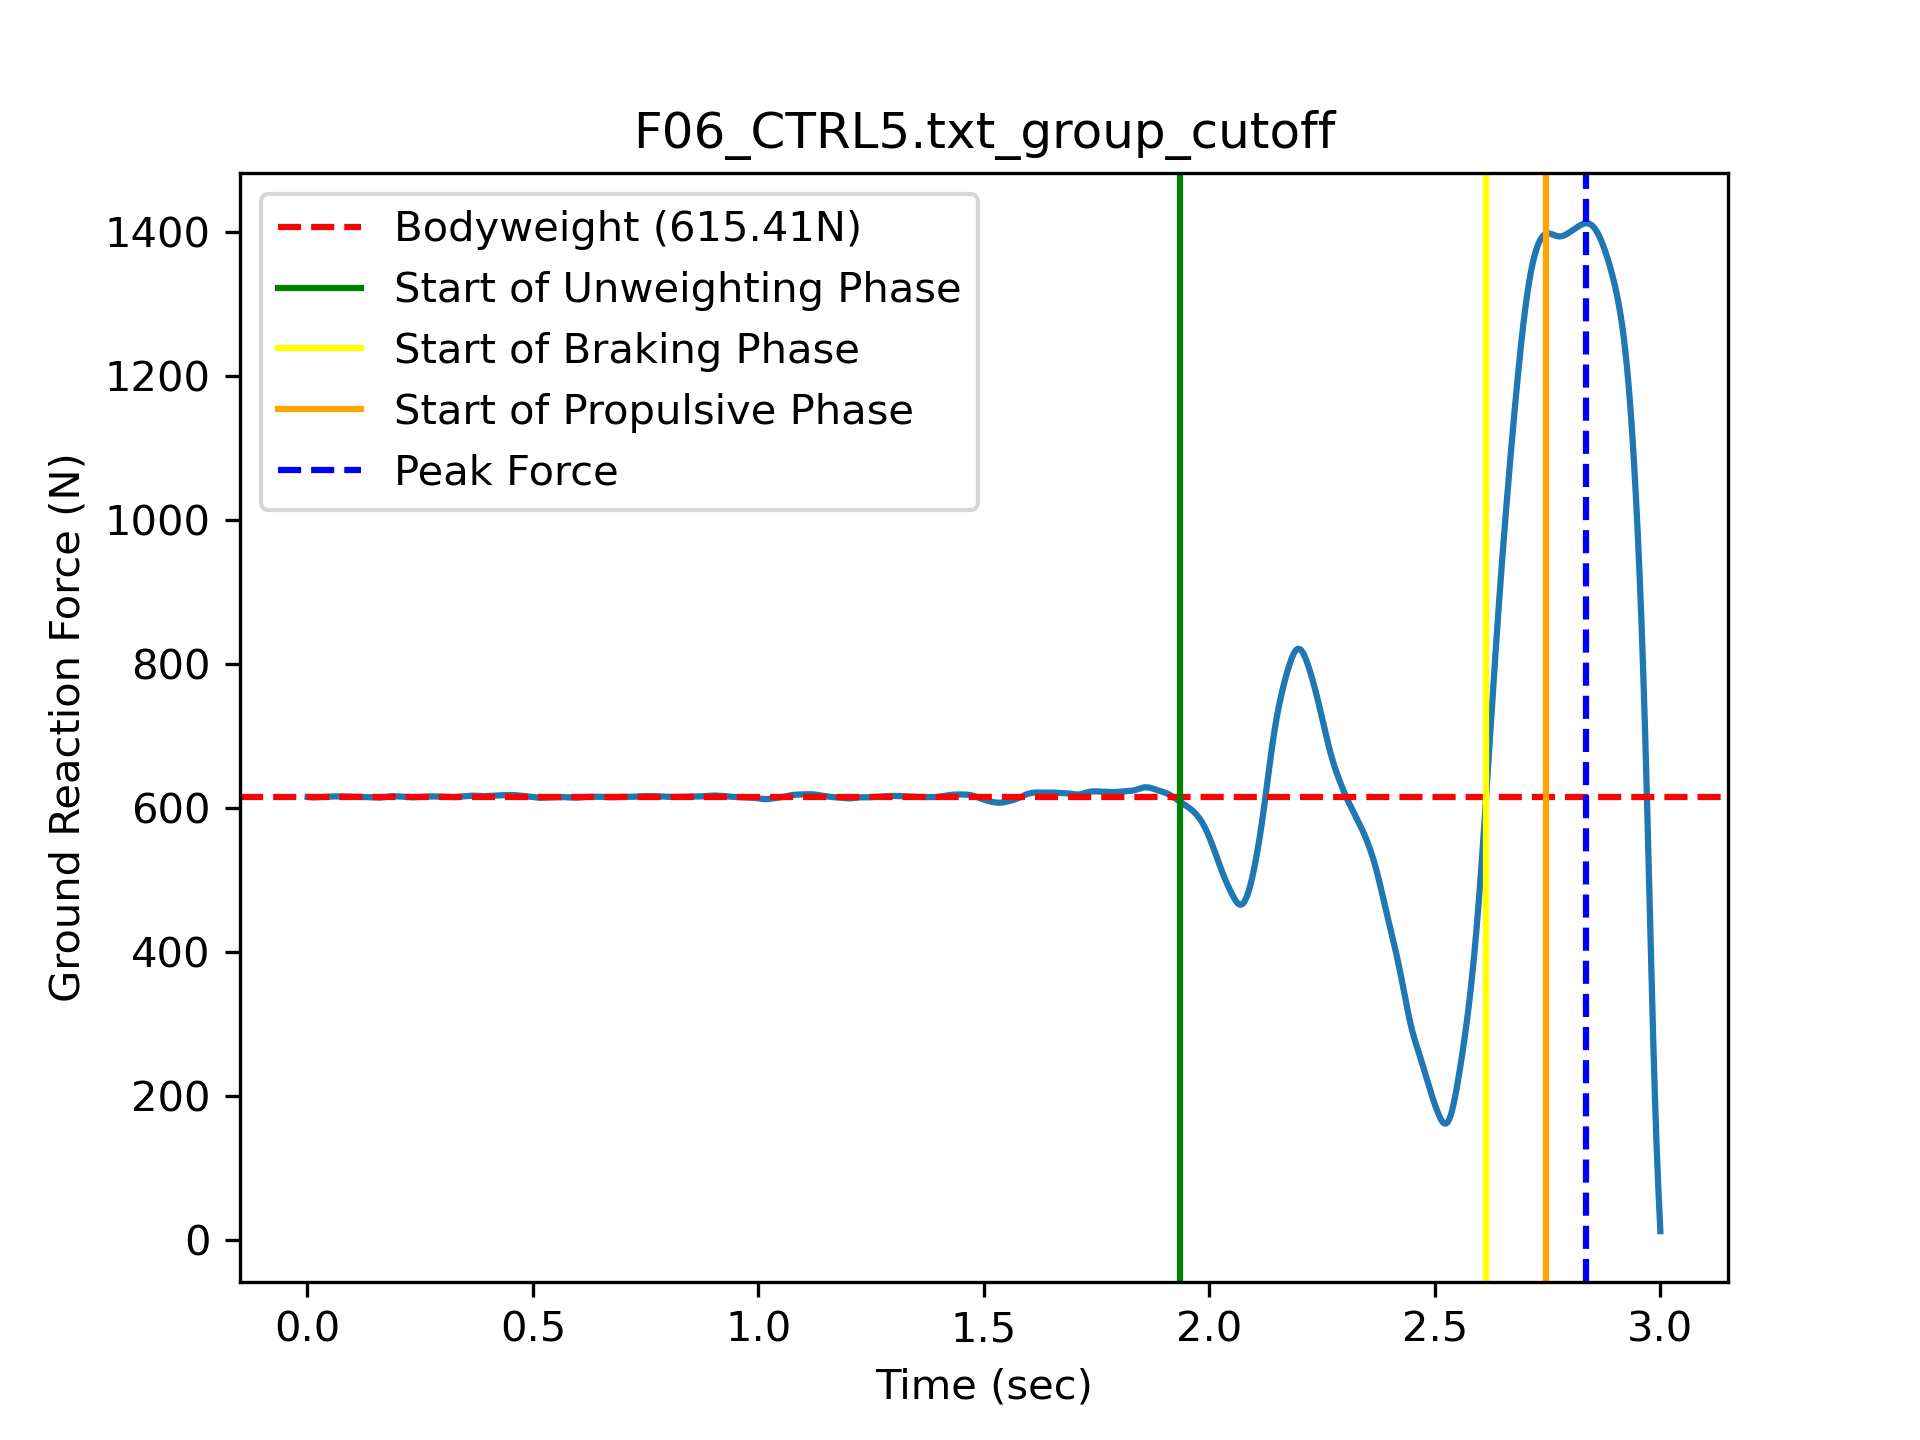 F06_CTRL5.txt_group_cutoff
Bodyweight (615.41N)
Start of Unweighting Phase
Start of Braking Phase
Start of Propulsive Phase
Peak Force
Ground Reaction Force (N)
1400
1200
1000
800
600
400
200
0
0.0 0.5 1.0 1.5 2.0 2.5 3.0
Time (sec)